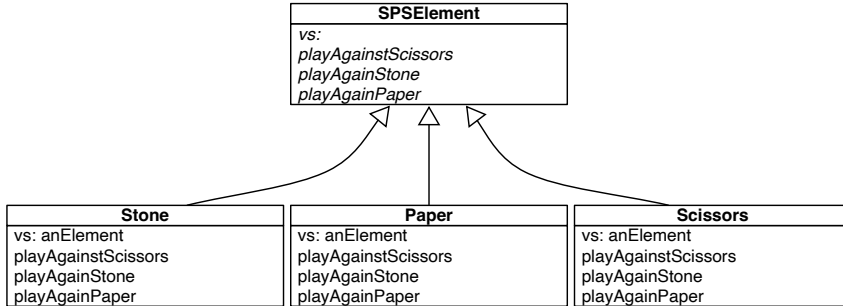 SPSElement
vs:
playAgainstScissors
playAgainStone
playAgainPaper
Stone
vs: anElement
playAgainstScissors
playAgainStone
playAgainPaper
Paper
vs: anElement
playAgainstScissors
playAgainStone
playAgainPaper
Scissors
vs: anElement
playAgainstScissors
playAgainStone
playAgainPaper